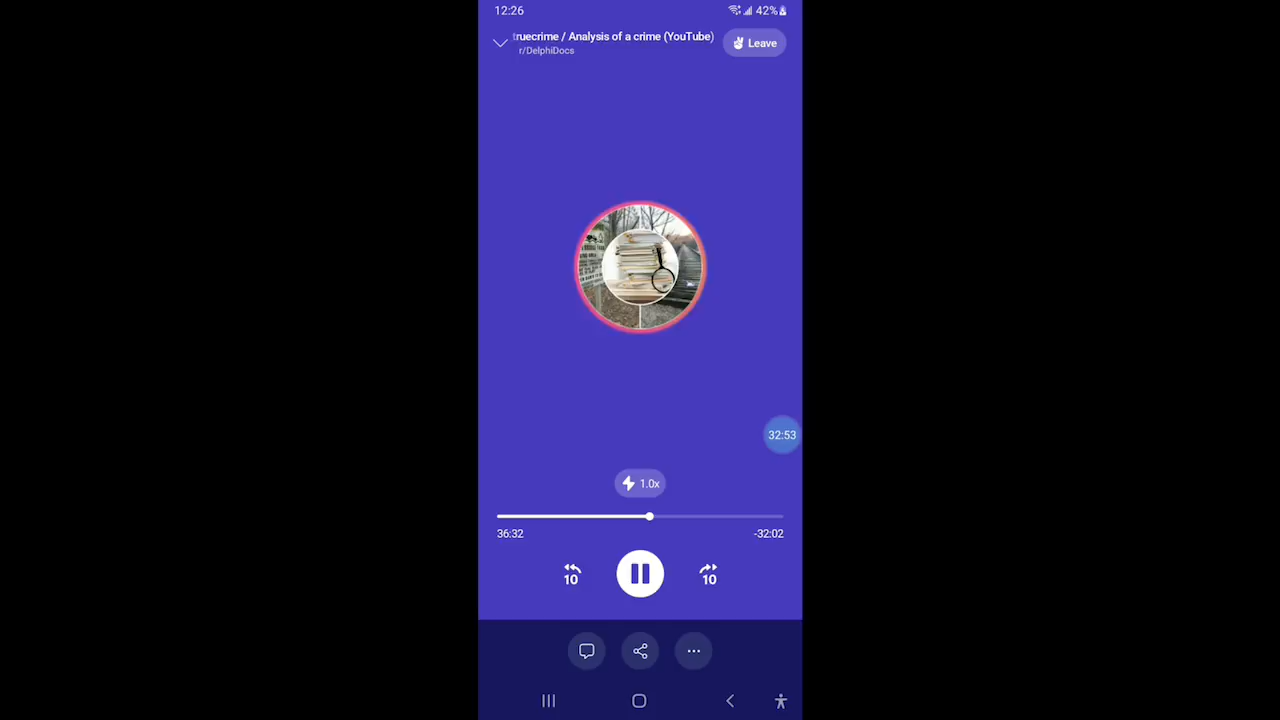 12:26
42%
truecrime / Analysis of a crime (YouTube)
r/DelphiDocs
Leave
32:53
1.0x
36:32
-32:02
10
10